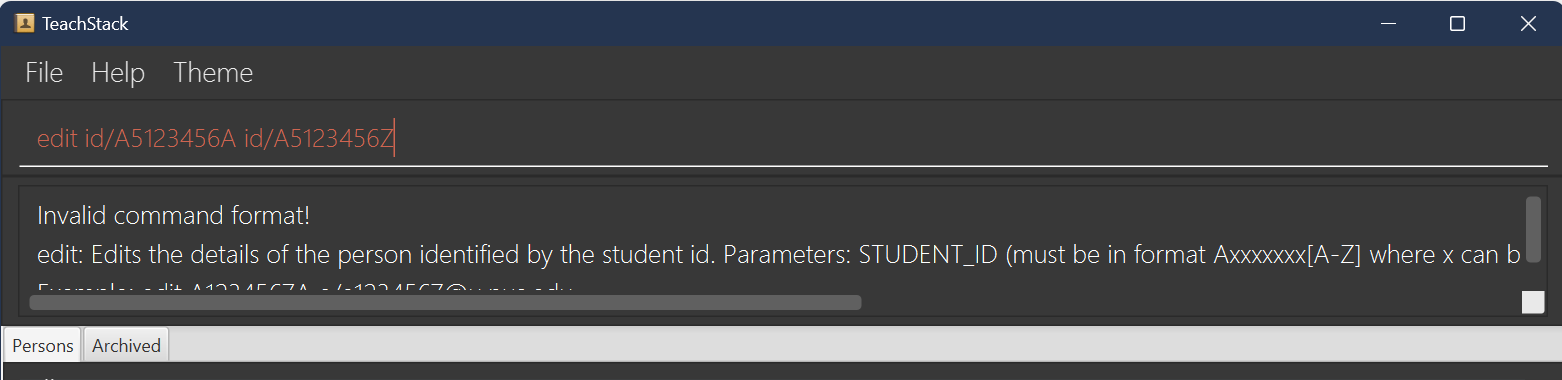 TeachStack
File Help Theme
edit id/A5123456A id/A5123456Z
Invalid command format!
edit: Edits the details of the person identified by the student id. Parameters: STUDENT_ID (must be in format Axxxxxxx[A-Z] where x can b
Persons Archived